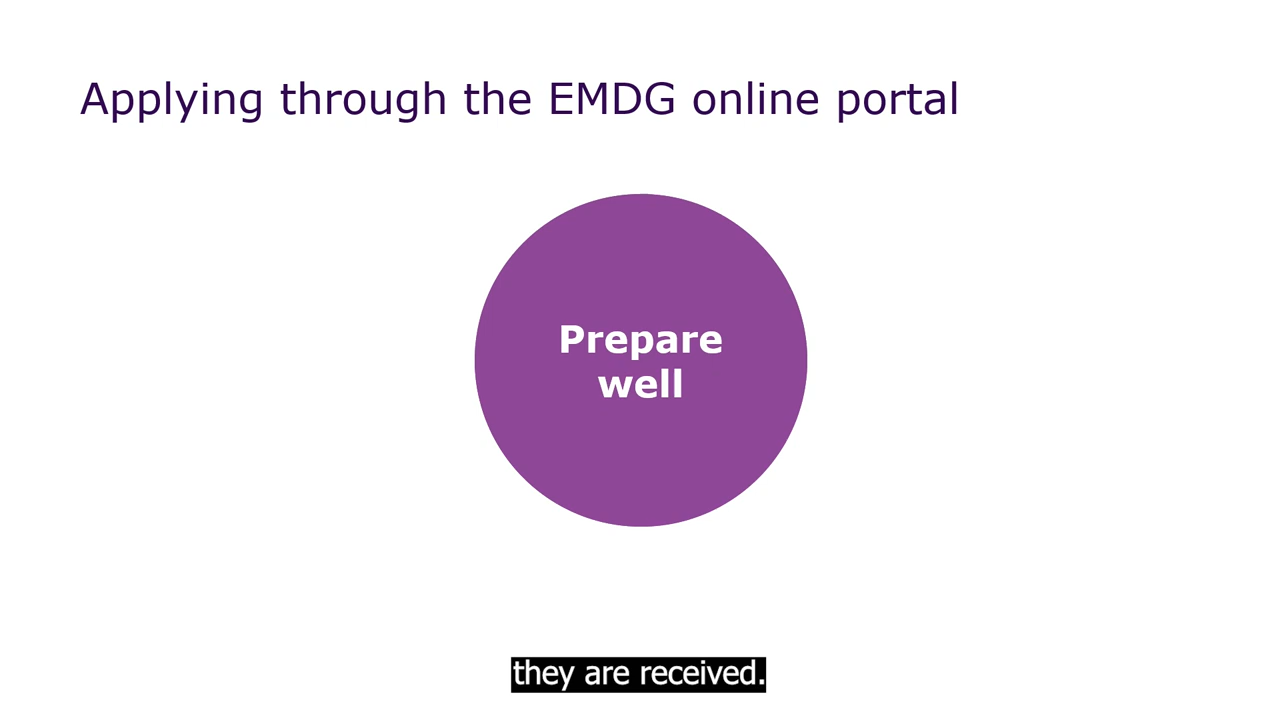 Applying through the EMDG online portal
Prepare
well
they are received.